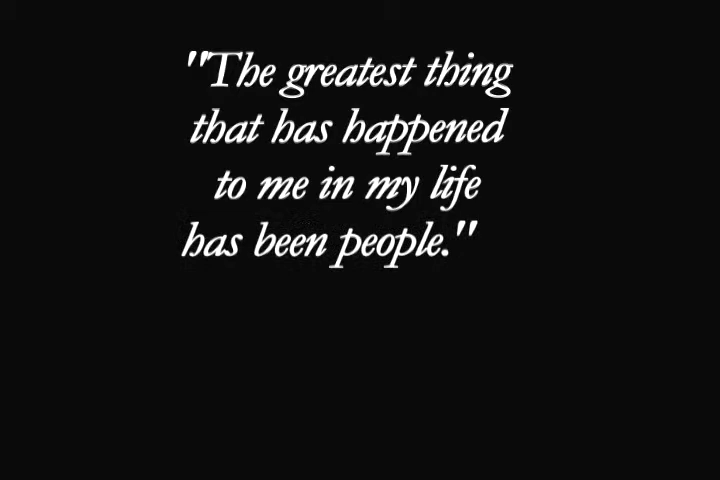 "The greatest thing
that has happened
to me in my life
has been people."